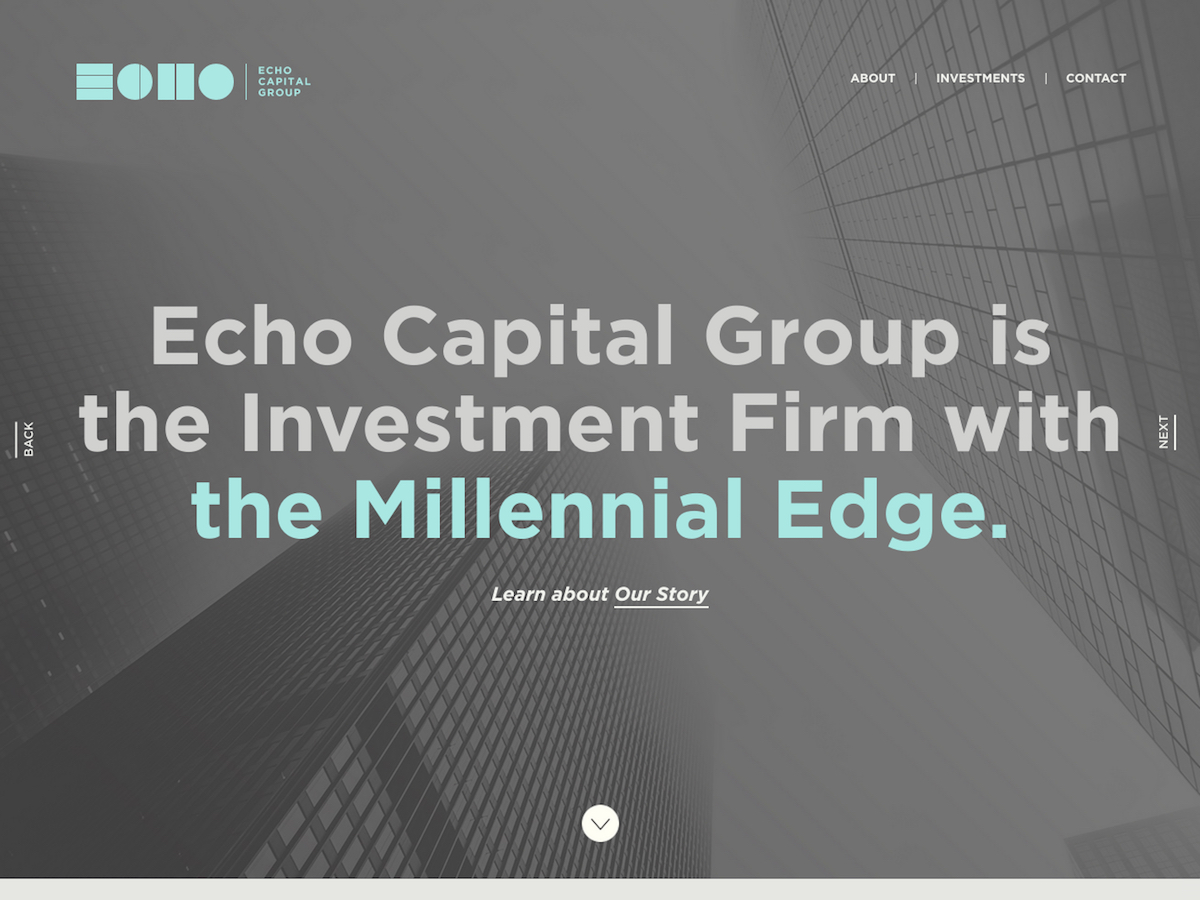 ECHO
ECHO
CAPITAL
GROUP
ABOUT | INVESTMENTS | CONTACT
Echo Capital Group is
the Investment Firm with
the Millennial Edge.
BACK
NEXT
Learn about Our Story